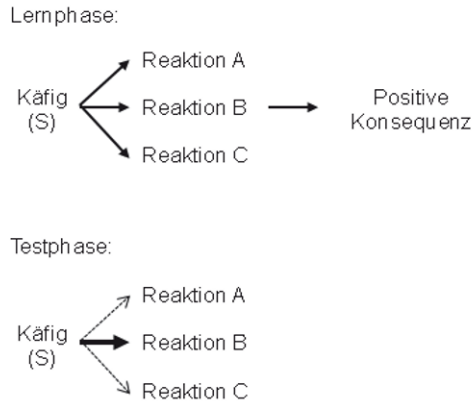 Lernphase:
Reaktion A
Käfig
(S)
Reaktion B
Positive
Konsequenz
Reaktion C
Testphase:
Reaktion A
Käfig
(S)
Reaktion B
Reaktion C